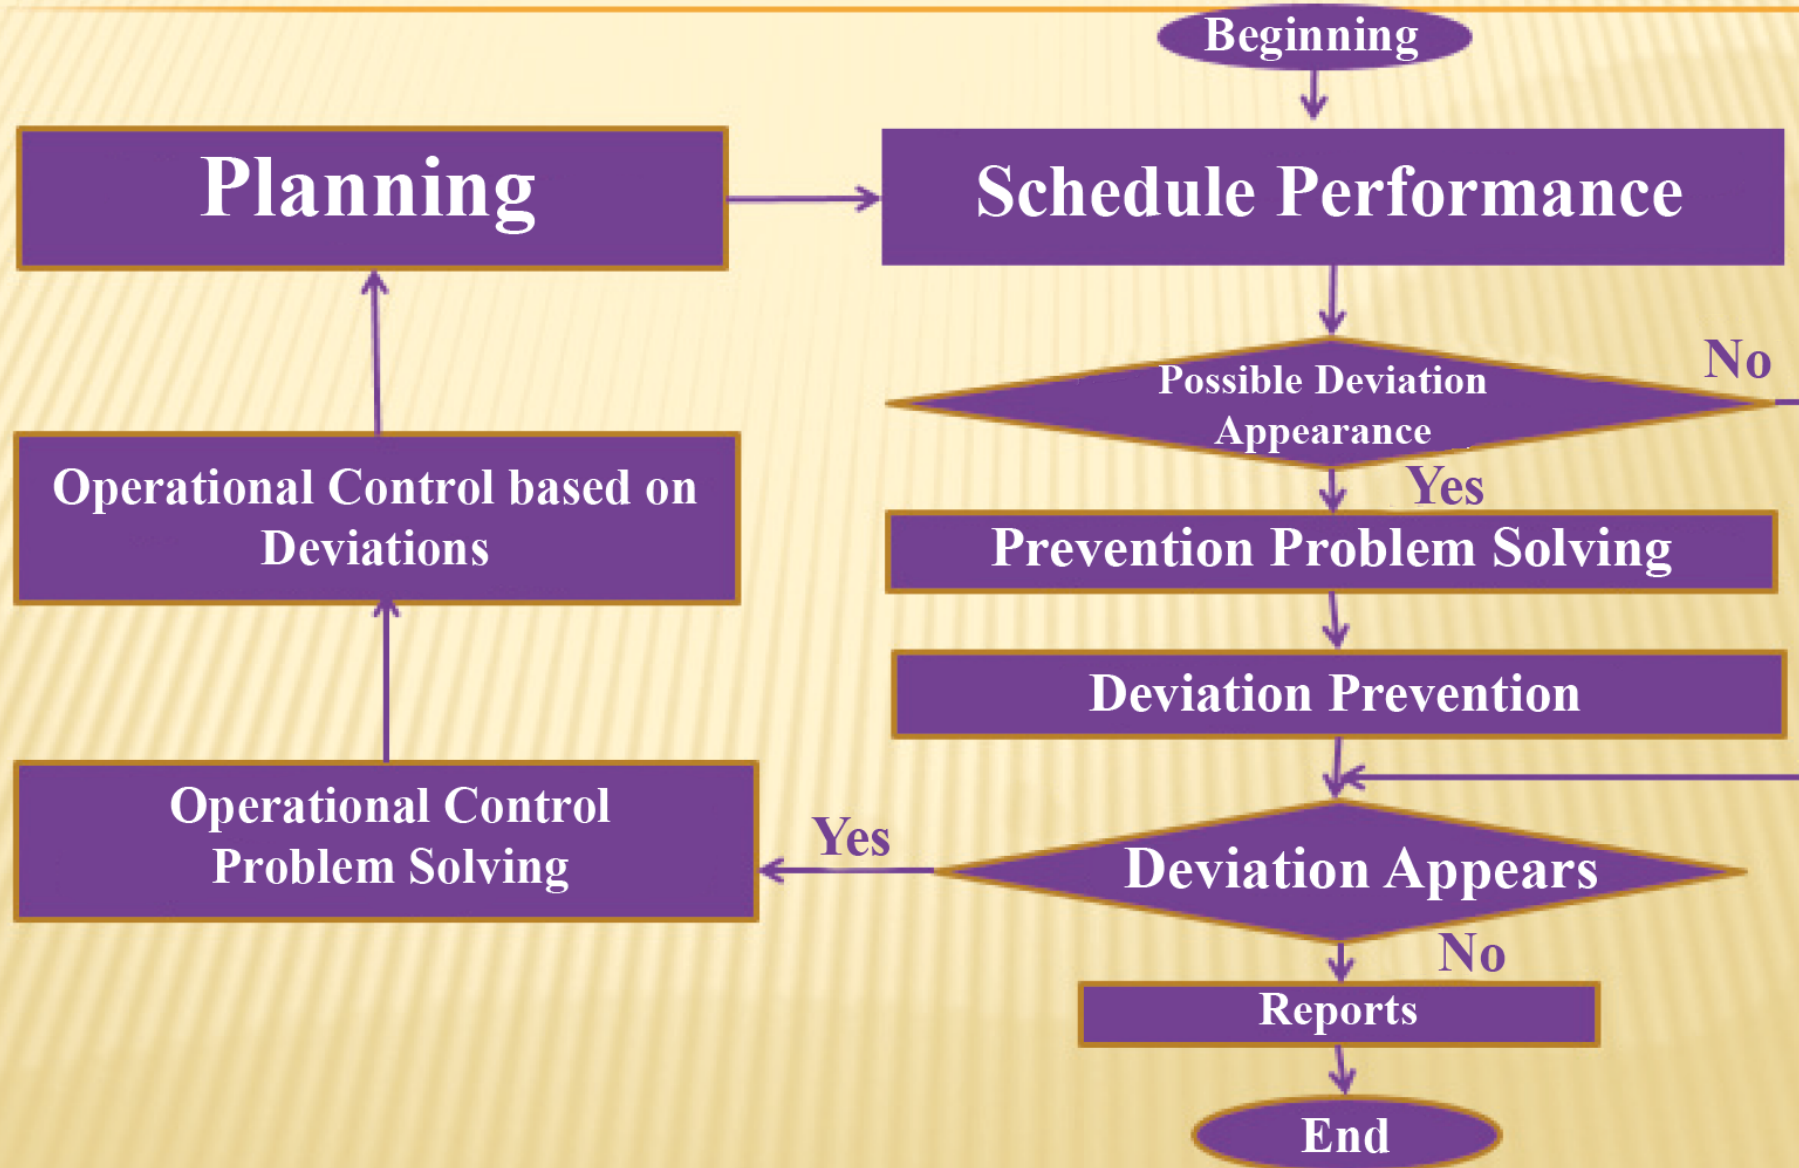 Beginning
Planning
Schedule Performance
No
Possible Deviation
Appearance
Yes
Operational Control based on
Deviations
Prevention Problem Solving
Deviation Prevention
Operational Control
Problem Solving
Yes
Deviation Appears
No
Reports
End